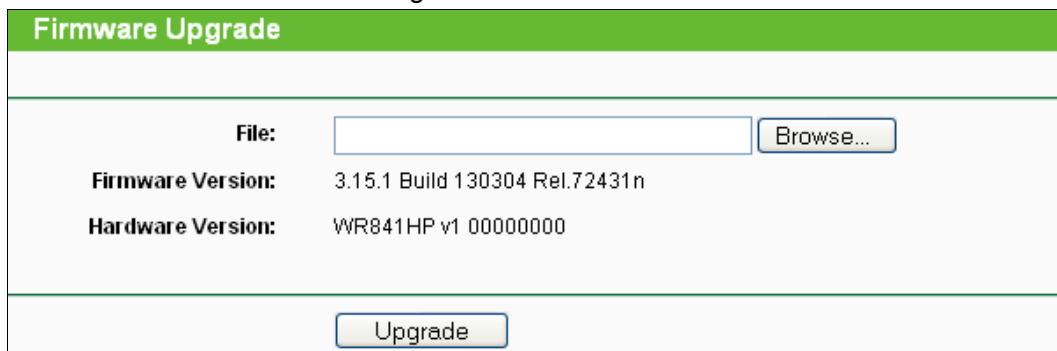 Firmware Upgrade
File: Browse...
Firmware Version: 3.15.1 Build 130304 Rel.72431n
Hardware Version: WR841HP v1 00000000
Upgrade